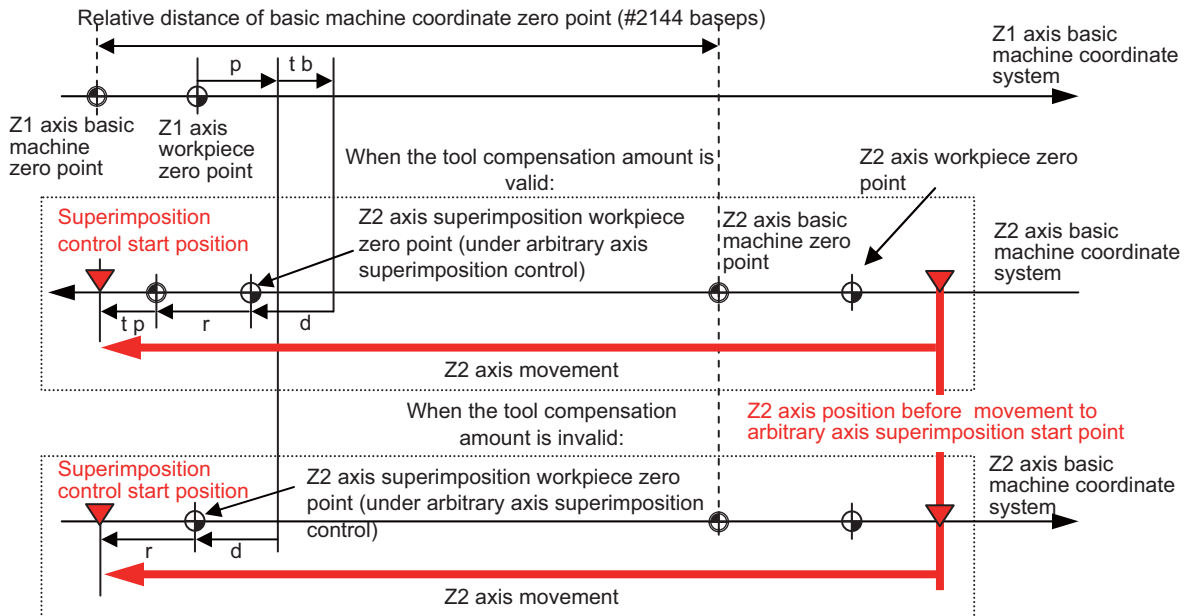 Relative distance of basic machine coordinate zero point (#2144 baseps)
Z1 axis basic
machine coordinate
system
p
t b
Z1 axis basic
machine
zero point
Z1 axis
workpiece
zero point
When the tool compensation amount is
valid:
Z2 axis workpiece zero
point
Superimposition
control start position
Z2 axis superimposition workpiece
zero point (under arbitrary axis
superimposition control)
Z2 axis basic
machine zero
point
Z2 axis basic
machine coordinate
system
t p
r
d
Z2 axis movement
When the tool compensation
amount is invalid:
Z2 axis position before movement to
arbitrary axis superimposition start point
Superimposition
control start position
Z2 axis superimposition workpiece zero
point (under arbitrary axis superimposition
control)
Z2 axis basic
machine coordinate
system
r
d
Z2 axis movement